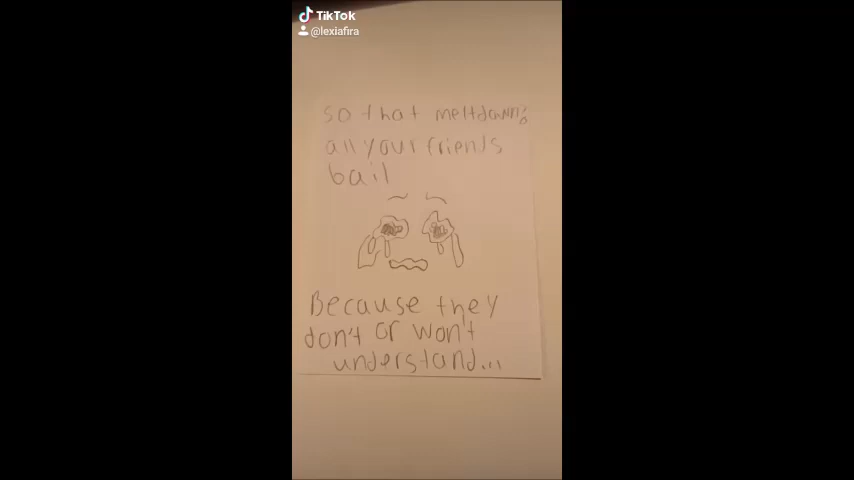 TikTok
@lexiafira
so that meltdown:
all your friends
bail
Because they
don't or won't
understand...